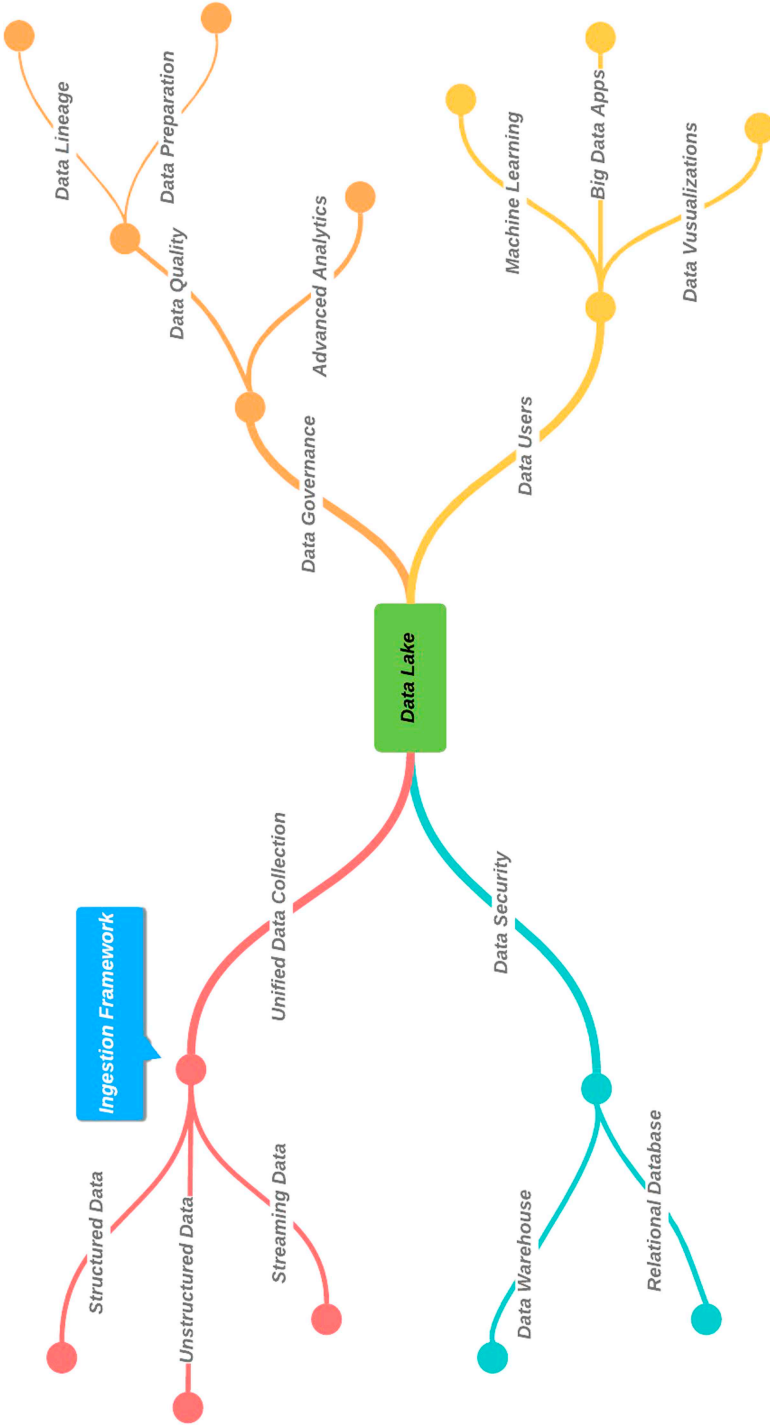 Ingestion Framework
Structured Data
Unstructured Data
Streaming Data
Unified Data Collection
Data Lake
Data Governance
Data Quality
Data Lineage
Data Preparation
Advanced Analytics
Data Users
Machine Learning
Big Data Apps
Data Vusualizations
Data Security
Data Warehouse
Relational Database